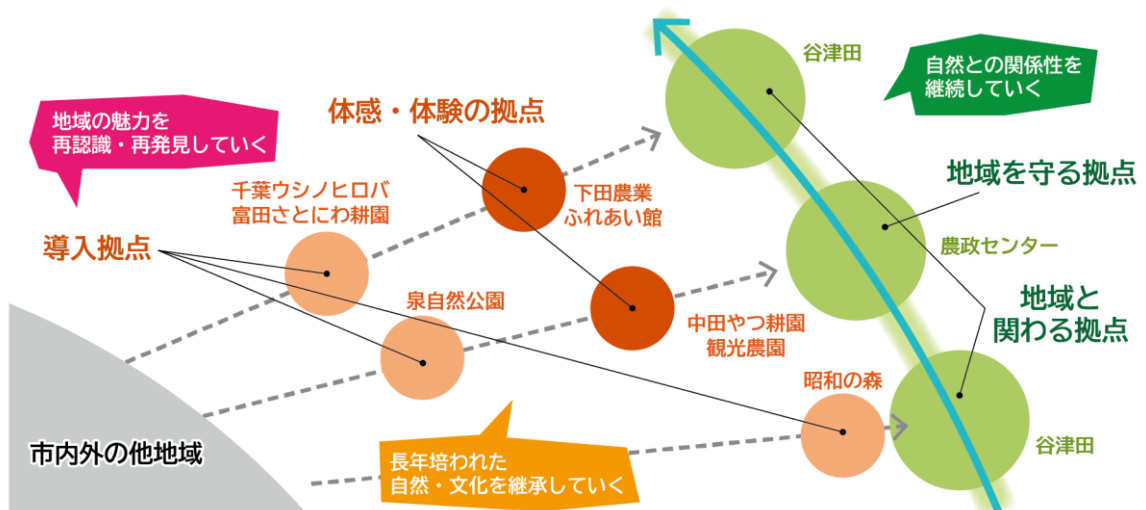 谷津田
自然との関係性を
継続していく
地域の魅力を
再認識・再発見していく
体感・体験の拠点
千葉ウシノヒロバ
富田さとにわ耕園
下田農業
ふれあい館
地域を守る拠点
導入拠点
農政センター
泉自然公園
地域と
関わる拠点
中田やつ耕園
観光農園
昭和の森
市内外の他地域
長年培われた
自然・文化を継承していく
谷津田